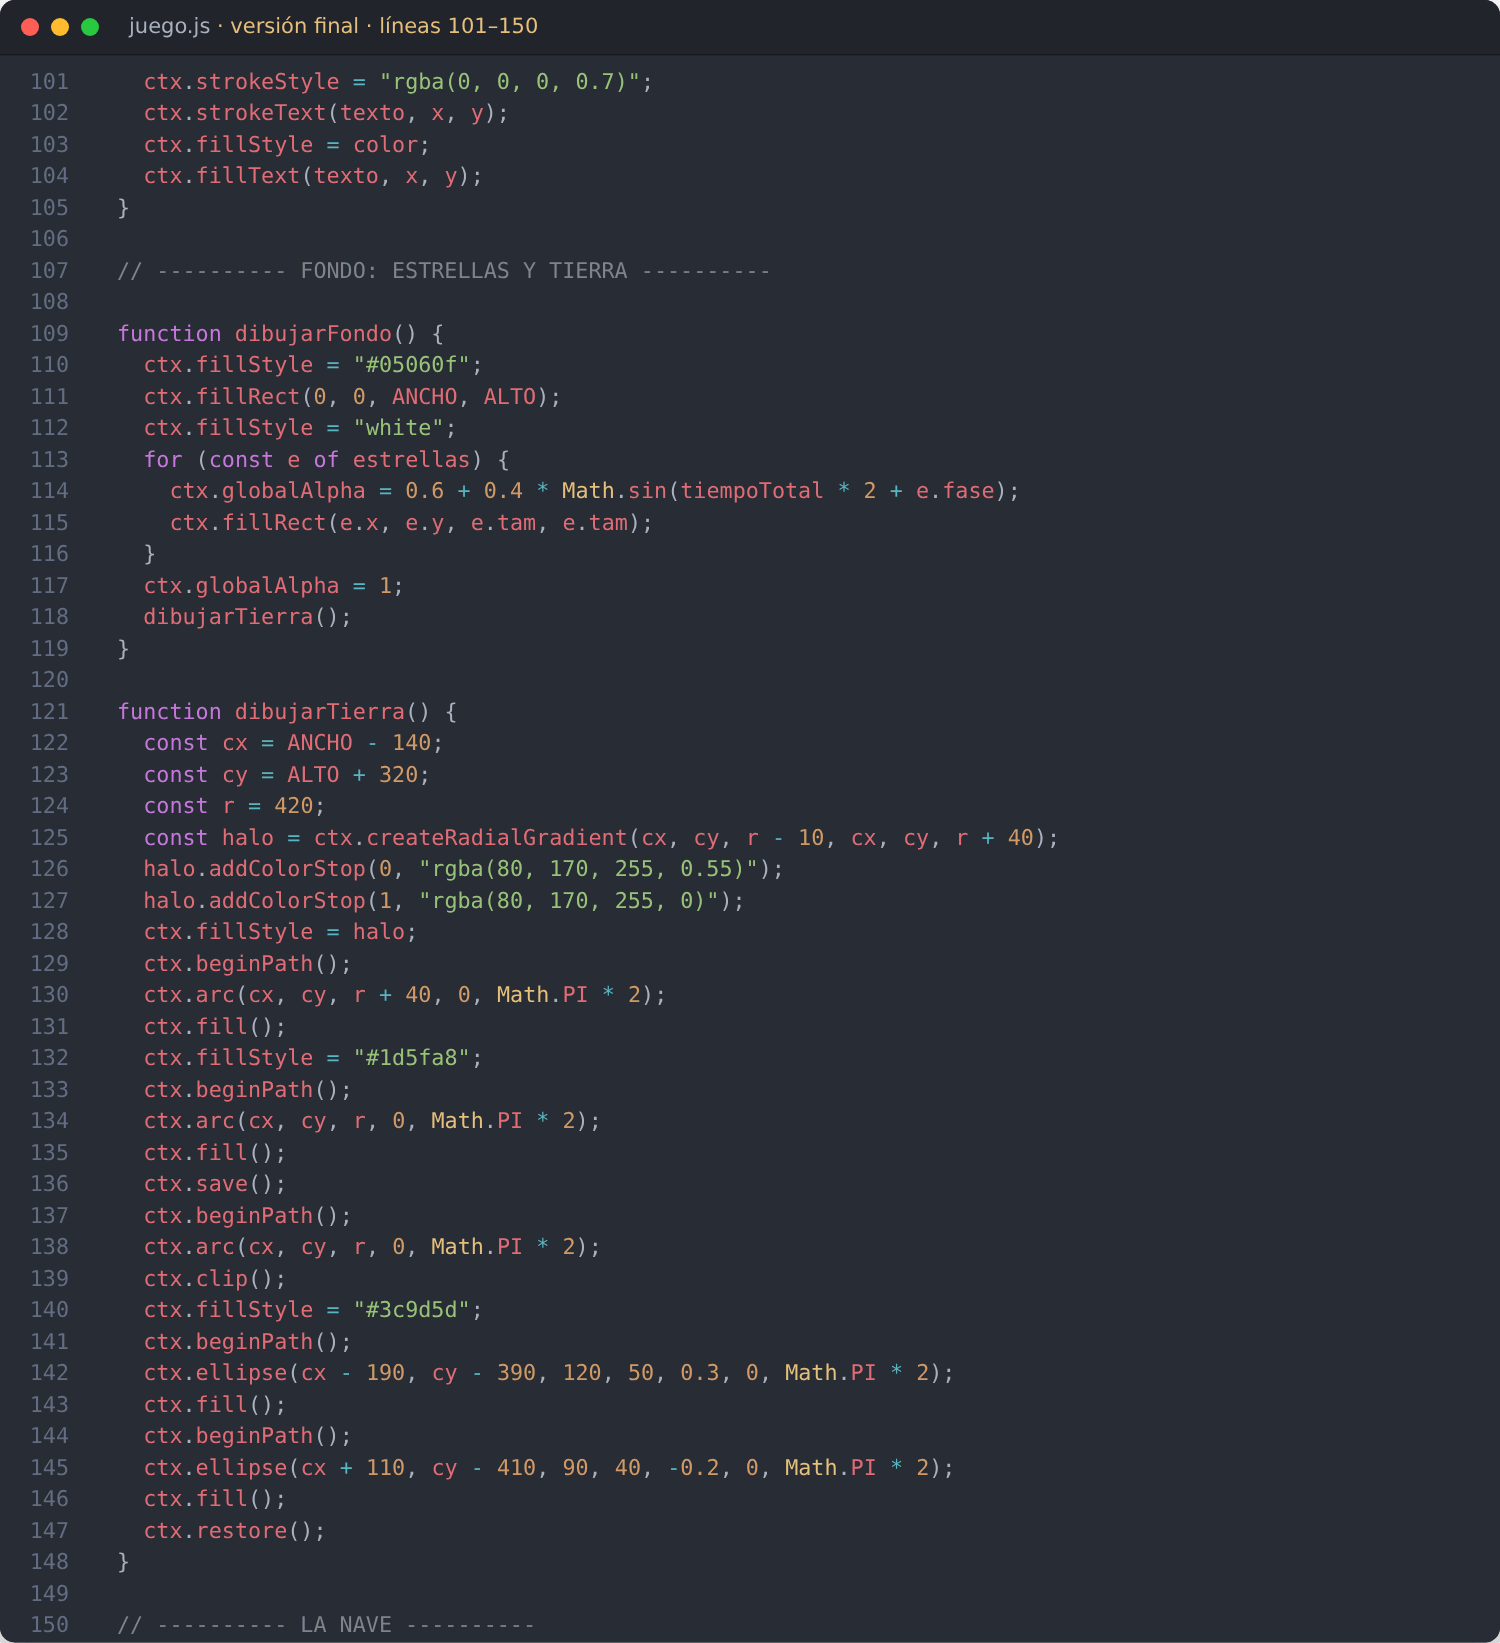 juego.js · versión final · líneas 101–150
101 ctx.strokeStyle = "rgba(0, 0, 0, 0.7)";
102 ctx.strokeText(texto, x, y);
103 ctx.fillStyle = color;
104 ctx.fillText(texto, x, y);
105 }
106
107 // ---------- FONDO: ESTRELLAS Y TIERRA ----------
108
109 function dibujarFondo() {
110 ctx.fillStyle = "#05060f";
111 ctx.fillRect(0, 0, ANCHO, ALTO);
112 ctx.fillStyle = "white";
113 for (const e of estrellas) {
114 ctx.globalAlpha = 0.6 + 0.4 * Math.sin(tiempoTotal * 2 + e.fase);
115 ctx.fillRect(e.x, e.y, e.tam, e.tam);
116 }
117 ctx.globalAlpha = 1;
118 dibujarTierra();
119 }
120
121 function dibujarTierra() {
122 const cx = ANCHO - 140;
123 const cy = ALTO + 320;
124 const r = 420;
125 const halo = ctx.createRadialGradient(cx, cy, r - 10, cx, cy, r + 40);
126 halo.addColorStop(0, "rgba(80, 170, 255, 0.55)");
127 halo.addColorStop(1, "rgba(80, 170, 255, 0)");
128 ctx.fillStyle = halo;
129 ctx.beginPath();
130 ctx.arc(cx, cy, r + 40, 0, Math.PI * 2);
131 ctx.fill();
132 ctx.fillStyle = "#1d5fa8";
133 ctx.beginPath();
134 ctx.arc(cx, cy, r, 0, Math.PI * 2);
135 ctx.fill();
136 ctx.save();
137 ctx.beginPath();
138 ctx.arc(cx, cy, r, 0, Math.PI * 2);
139 ctx.clip();
140 ctx.fillStyle = "#3c9d5d";
141 ctx.beginPath();
142 ctx.ellipse(cx - 190, cy - 390, 120, 50, 0.3, 0, Math.PI * 2);
143 ctx.fill();
144 ctx.beginPath();
145 ctx.ellipse(cx + 110, cy - 410, 90, 40, -0.2, 0, Math.PI * 2);
146 ctx.fill();
147 ctx.restore();
148 }
149
150 // ---------- LA NAVE ----------